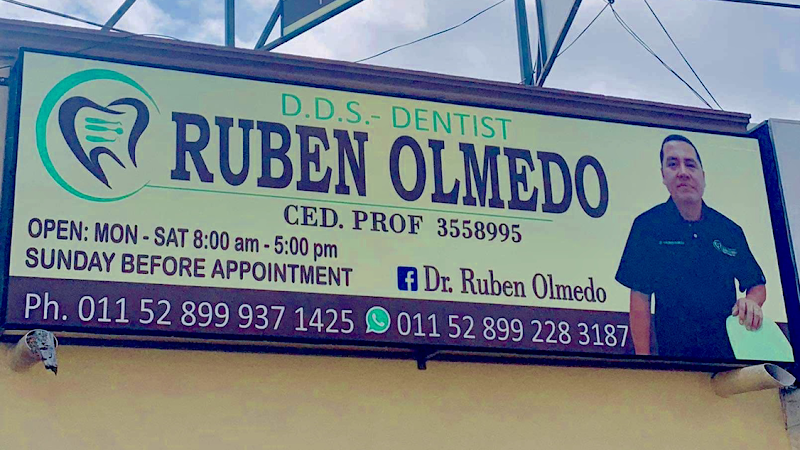 D.D.S.- DENTIST
RUBEN OLMEDO
CED. PROF 3558995
OPEN: MON - SAT 8:00 am - 5:00 pm
SUNDAY BEFORE APPOINTMENT
Dr. Ruben Olmedo
Ph. 011 52 899 937 1425 011 52 899 228 3187